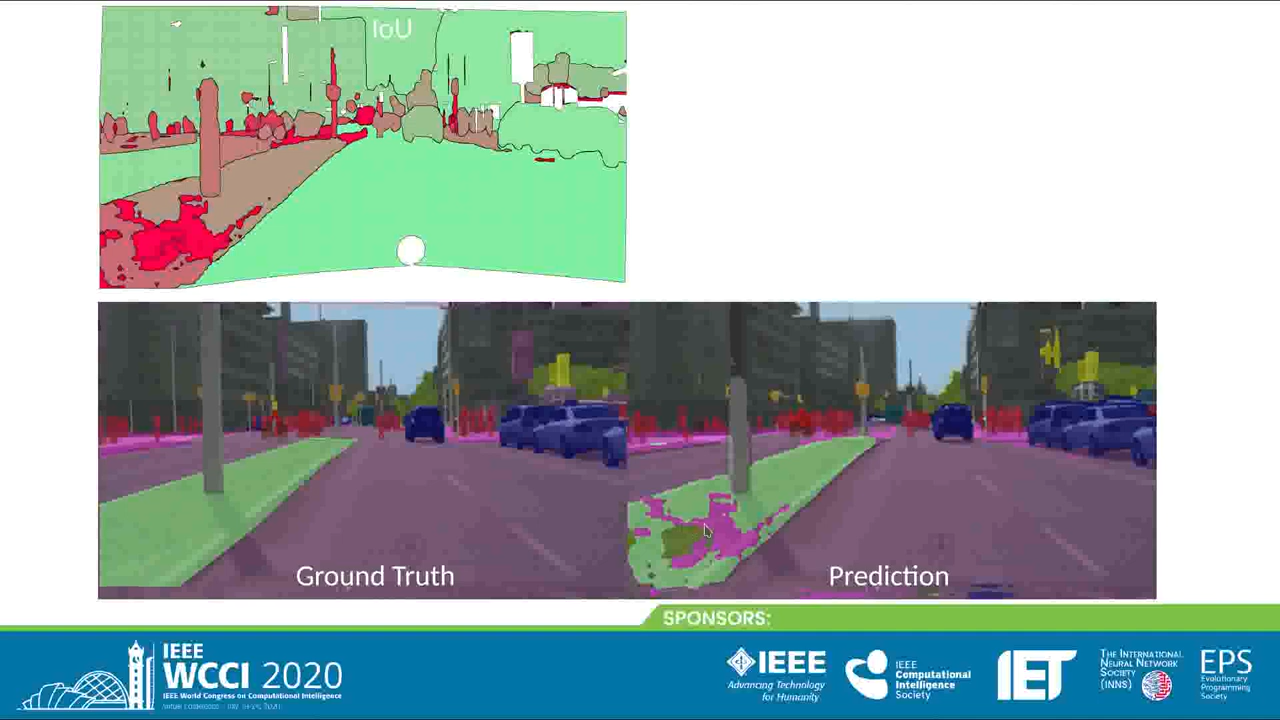 IoU
Ground Truth
Prediction
SPONSORS:
IEEE
WCCI 2020
IEEE World Congress on Computational Intelligence
IEEE
Advancing Technology
for Humanity
IEEE
Computational
Intelligence
Society
IET
THE INTERNATIONAL
NEURAL NETWORK
SOCIETY
(INNS)
EPS
Evolutionary
Programming
Society